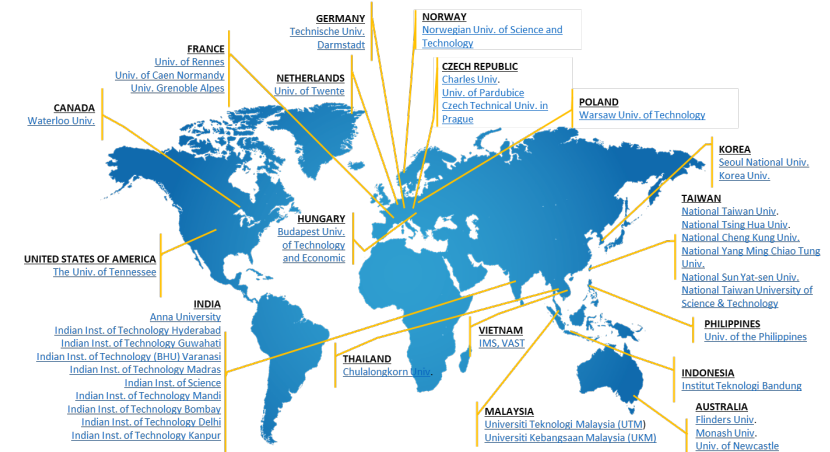 GERMANY
Technische Univ.
Darmstadt
NORWAY
Norwegian Univ. of Science and
Technology
FRANCE
Univ. of Rennes
Univ. of Caen Normandy
Univ. Grenoble Alpes
NETHERLANDS
Univ. of Twente
CZECH REPUBLIC
Charles Univ.
Univ. of Pardubice
Czech Technical Univ. in
Prague
POLAND
Warsaw Univ. of Technology
CANADA
Waterloo Univ.
KOREA
Seoul National Univ.
Korea Univ.
TAIWAN
National Taiwan Univ.
National Tsing Hua Univ.
National Cheng Kung Univ.
National Yang Ming Chiao Tung
Univ.
National Sun Yat-sen Univ.
National Taiwan University of
Science & Technology
HUNGARY
Budapest Univ.
of Technology
and Economic
UNITED STATES OF AMERICA
The Univ. of Tennessee
INDIA
Anna University
Indian Inst. of Technology Hyderabad
Indian Inst. of Technology Guwahati
Indian Inst. of Technology (BHU) Varanasi
Indian Inst. of Technology Madras
Indian Inst. of Science
Indian Inst. of Technology Mandi
Indian Inst. of Technology Bombay
Indian Inst. of Technology Delhi
Indian Inst. of Technology Kanpur
THAILAND
Chulalongkorn Univ.
VIETNAM
IMS, VAST
PHILIPPINES
Univ. of the Philippines
INDONESIA
Institut Teknologi Bandung
MALAYSIA
Universiti Teknologi Malaysia (UTM)
Universiti Kebangsaan Malaysia (UKM)
AUSTRALIA
Flinders Univ.
Monash Univ.
Univ. of Newcastle